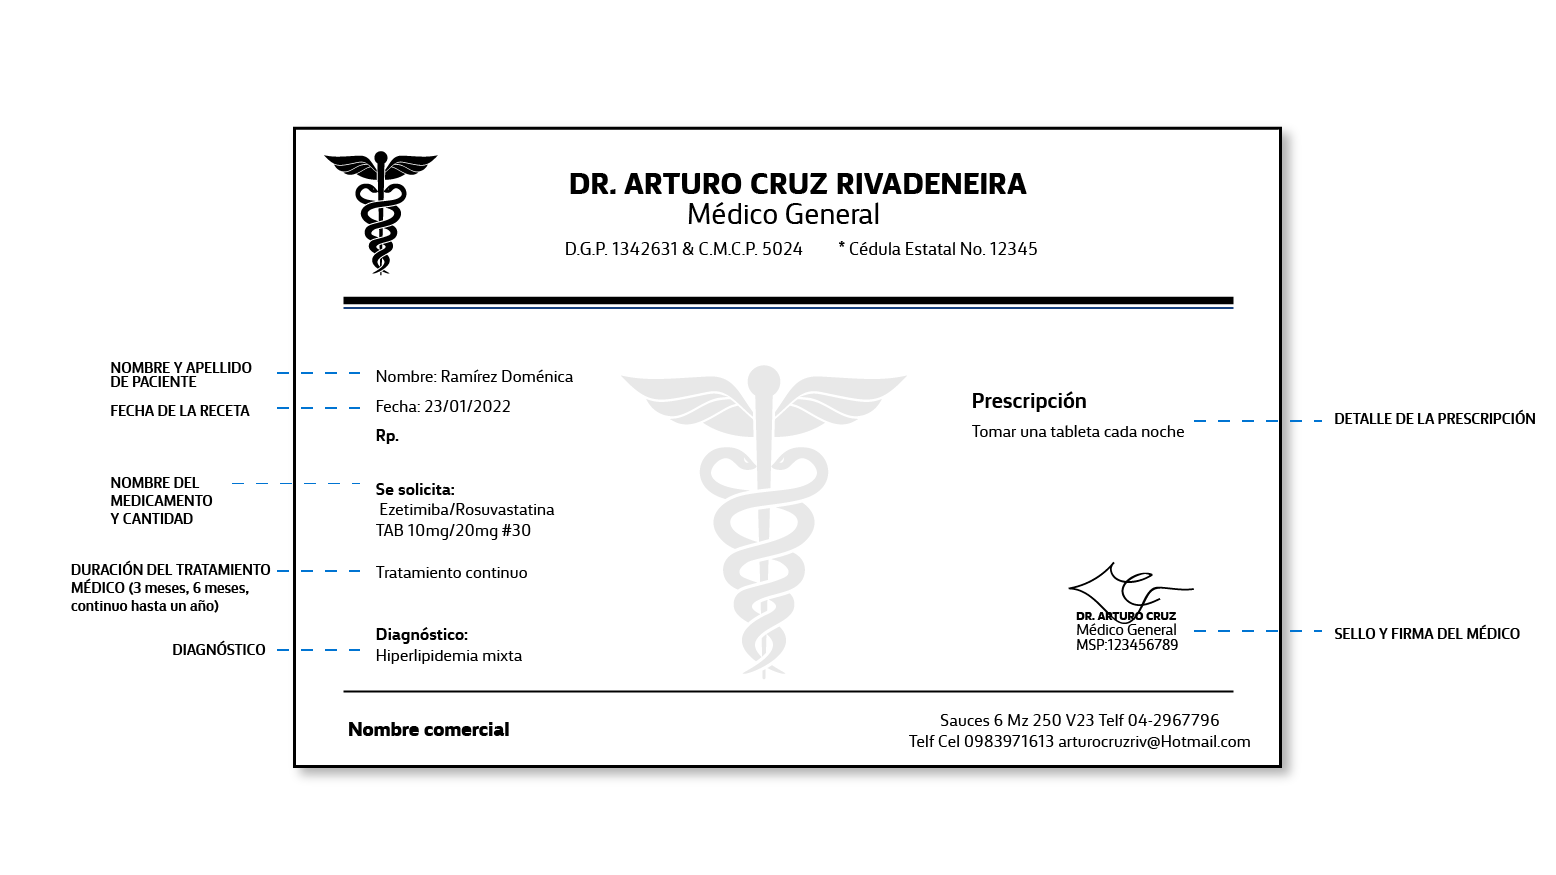 DR. ARTURO CRUZ RIVADENEIRA
Médico General
D.G.P. 1342631 & C.M.C.P. 5024 * Cédula Estatal No. 12345
NOMBRE Y APELLIDO
DE PACIENTE
FECHA DE LA RECETA
NOMBRE DEL
MEDICAMENTO
Y CANTIDAD
DURACIÓN DEL TRATAMIENTO
MÉDICO (3 meses, 6 meses,
continuo hasta un año)
DIAGNÓSTICO
Nombre: Ramírez Doménica
Fecha: 23/01/2022
Rp.
Se solicita:
Ezetimiba/Rosuvastatina
TAB 10mg/20mg #30
Tratamiento continuo
Diagnóstico:
Hiperlipidemia mixta
Prescripción
Tomar una tableta cada noche
DETALLE DE LA PRESCRIPCIÓN
DR. ARTURO CRUZ
Médico General
MSP:123456789
SELLO Y FIRMA DEL MÉDICO
Nombre comercial
Sauces 6 Mz 250 V23 Telf 04-2967796
Telf Cel 0983971613 arturocruzriv@Hotmail.com